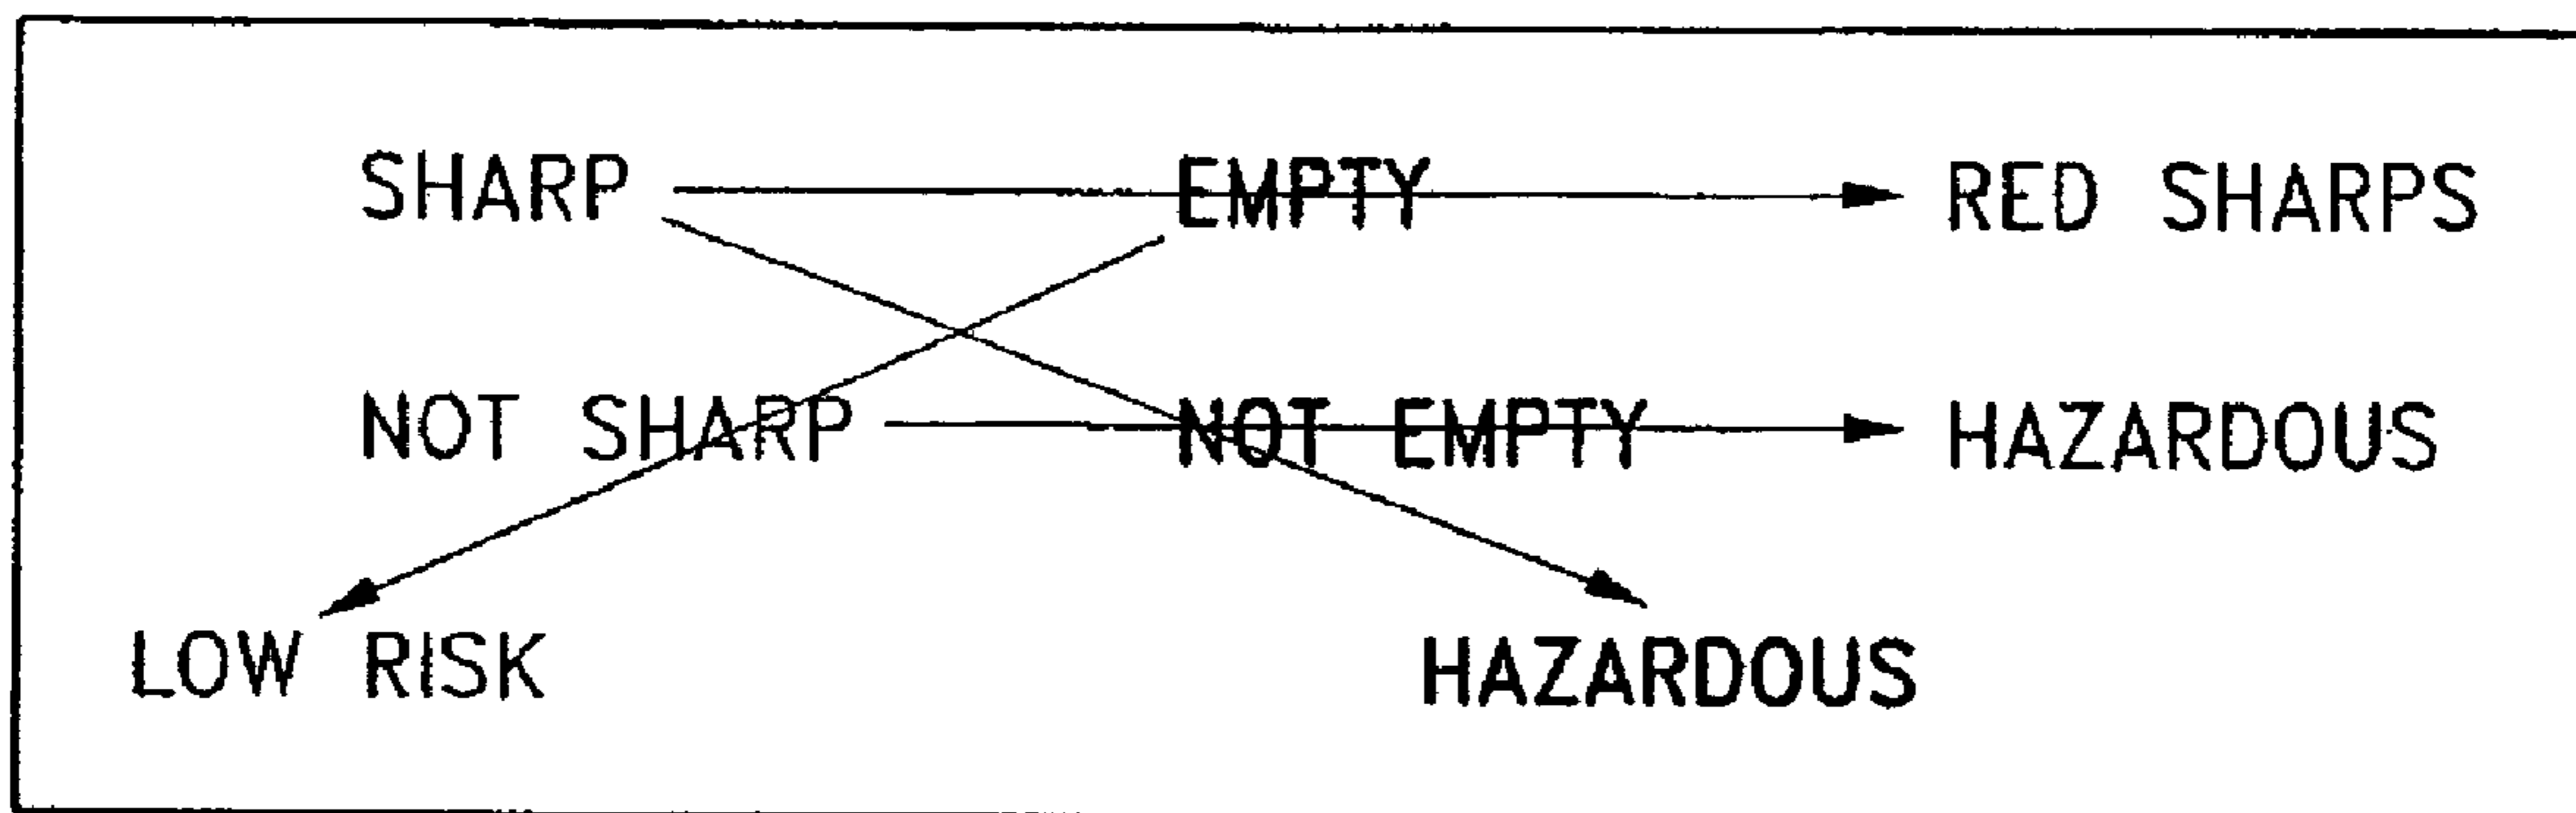 SHARP EMPTY RED SHARPS
NOT SHARP NOT EMPTY HAZARDOUS
LOW RISK HAZARDOUS